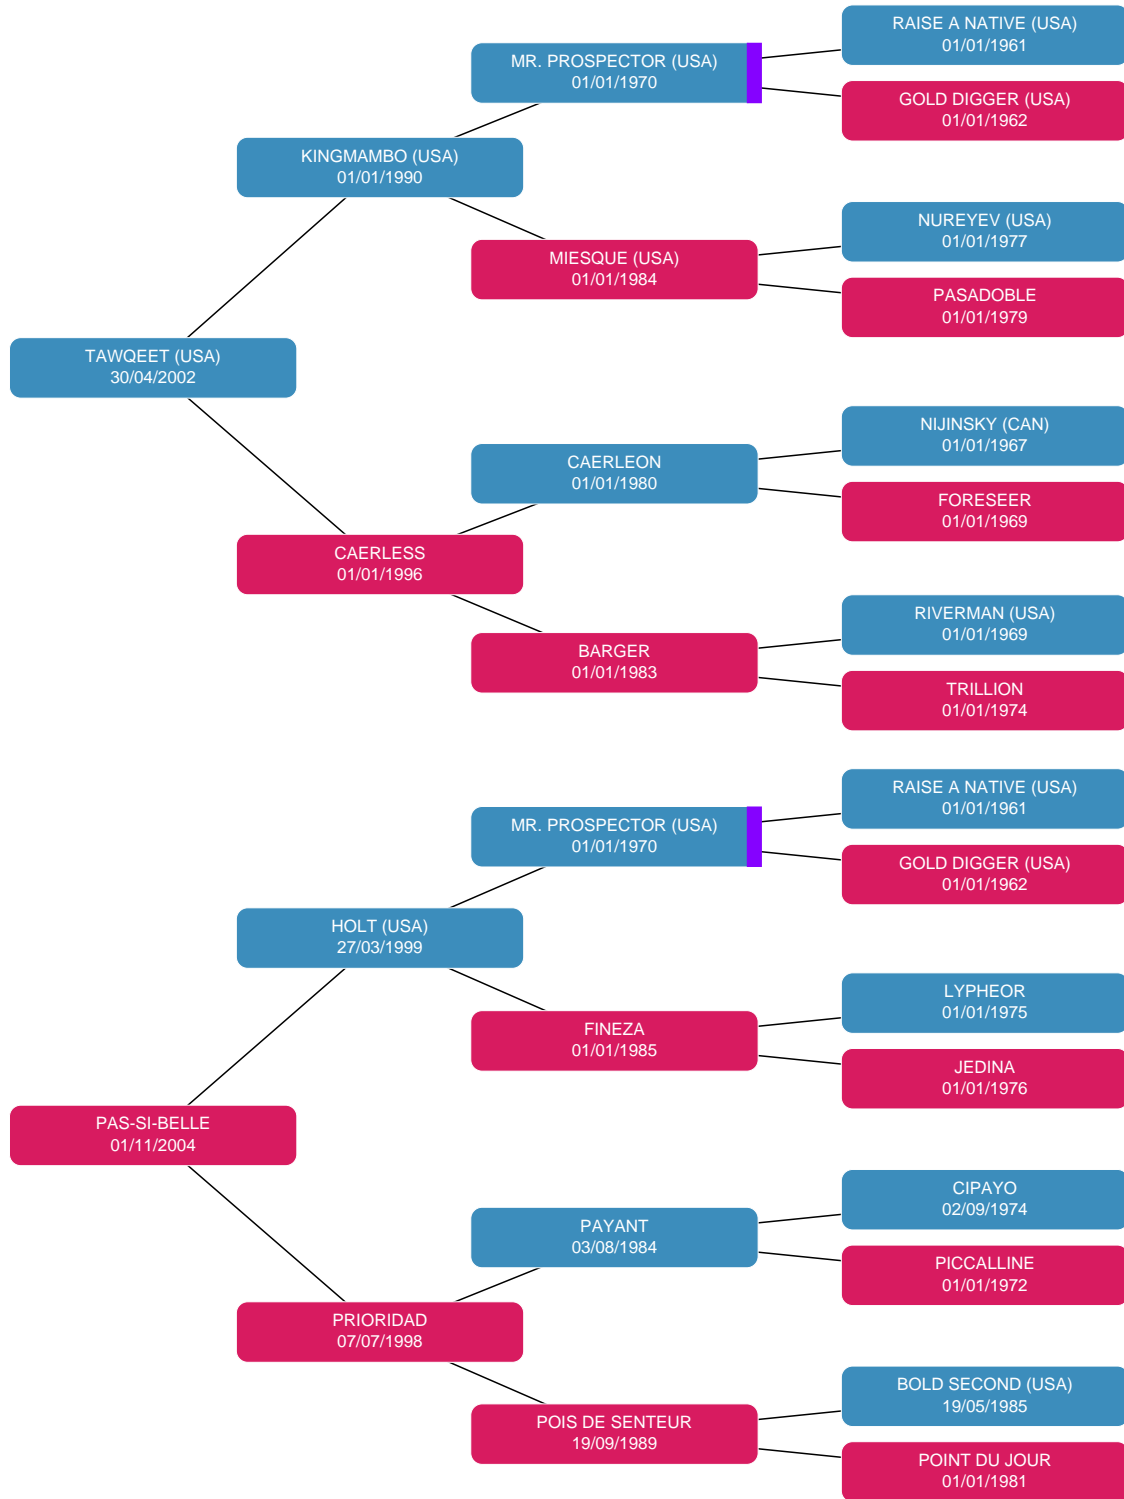 RAISE A NATIVE (USA)
01/01/1961
MR. PROSPECTOR (USA)
01/01/1970
GOLD DIGGER (USA)
01/01/1962
KINGMAMBO (USA)
01/01/1990
NUREYEV (USA)
01/01/1977
MIESQUE (USA)
01/01/1984
PASADOBLE
01/01/1979
TAWQEET (USA)
30/04/2002
NIJINSKY (CAN)
01/01/1967
CAERLEON
01/01/1980
FORESEER
01/01/1969
CAERLESS
01/01/1996
RIVERMAN (USA)
01/01/1969
BARGER
01/01/1983
TRILLION
01/01/1974
RAISE A NATIVE (USA)
01/01/1961
MR. PROSPECTOR (USA)
01/01/1970
GOLD DIGGER (USA)
01/01/1962
HOLT (USA)
27/03/1999
LYPHEOR
01/01/1975
FINEZA
01/01/1985
JEDINA
01/01/1976
PAS-SI-BELLE
01/11/2004
CIPAYO
02/09/1974
PAYANT
03/08/1984
PICCALLINE
01/01/1972
PRIORIDAD
07/07/1998
BOLD SECOND (USA)
19/05/1985
POIS DE SENTEUR
19/09/1989
POINT DU JOUR
01/01/1981